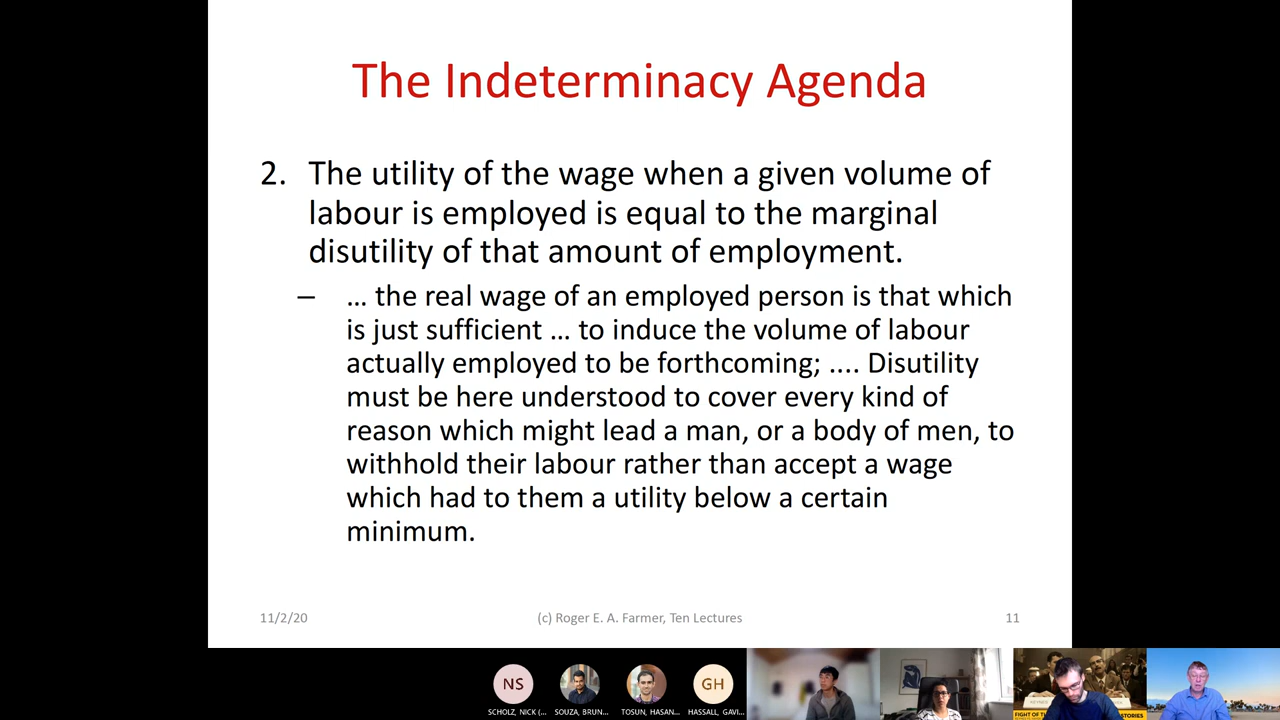 The Indeterminacy Agenda
2. The utility of the wage when a given volume of
labour is employed is equal to the marginal
disutility of that amount of employment.
– … the real wage of an employed person is that which
is just sufficient … to induce the volume of labour
actually employed to be forthcoming; .... Disutility
must be here understood to cover every kind of
reason which might lead a man, or a body of men, to
withhold their labour rather than accept a wage
which had to them a utility below a certain
minimum.
11/2/20
(c) Roger E. A. Farmer, Ten Lectures
11
NS
GH
SCHOLZ, NICK (...
SOUZA, BRUN...
TOSUN, HASAN...
HASSALL, GAVI...
KEYNES
FIGHT OF T
STORIES